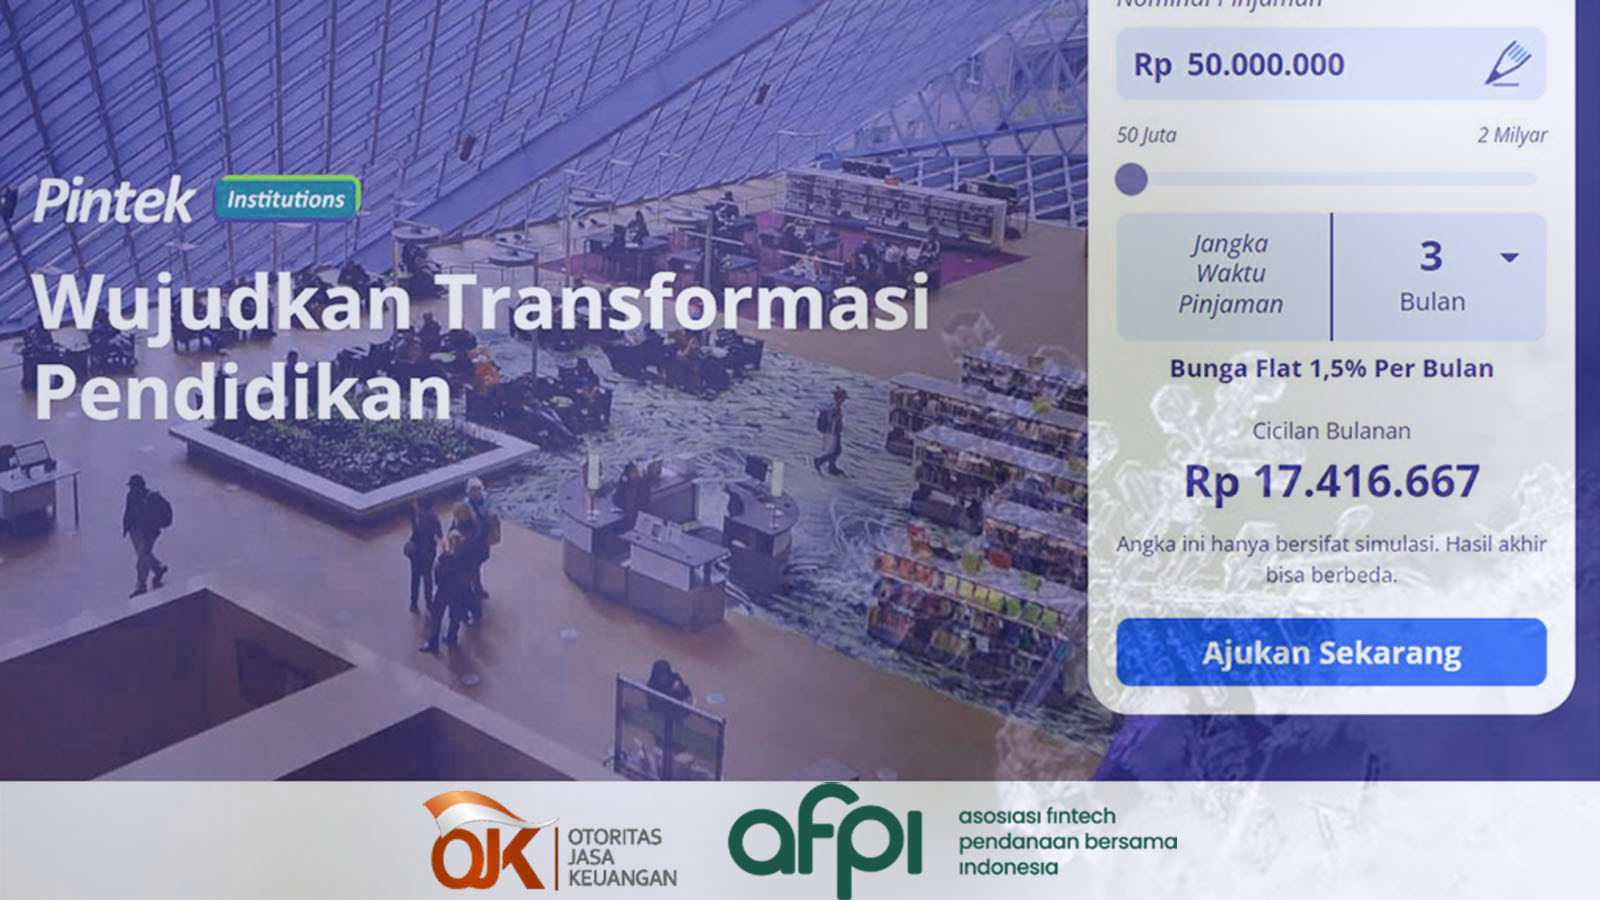 Pintek
Institutions
Wujudkan Transformasi
Pendidikan
Nominal Pinjaman
Rp 50.000.000
50 Juta
2 Milyar
Jangka
Waktu
Pinjaman
3
Bulan
Bunga Flat 1,5% Per Bulan
Cicilan Bulanan
Rp 17.416.667
Angka ini hanya bersifat simulasi. Hasil akhir
bisa berbeda.
Ajukan Sekarang
OJK
OTORITAS
JASA
KEUANGAN
afpi
asosiasi fintech
pendanaan bersama
indonesia